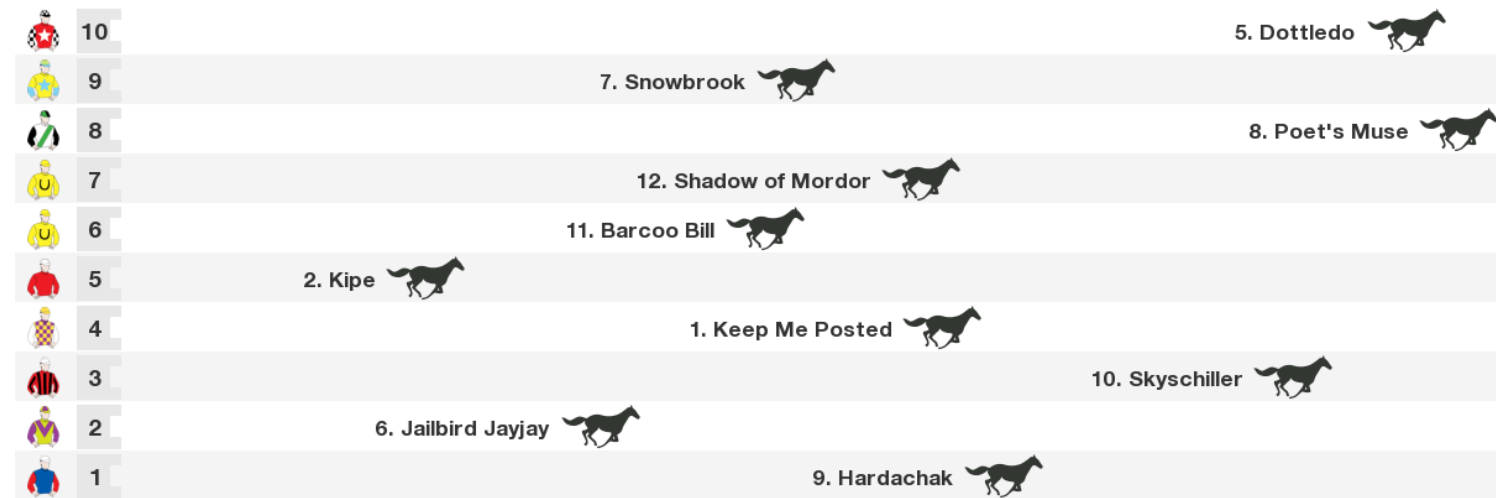 10 5. Dottledo
9 7. Snowbrook
8 8. Poet's Muse
7 12. Shadow of Mordor
6 11. Barcoo Bill
5 2. Kipe
4 1. Keep Me Posted
3 10. Skyschiller
2 6. Jailbird Jayjay
1 9. Hardachak